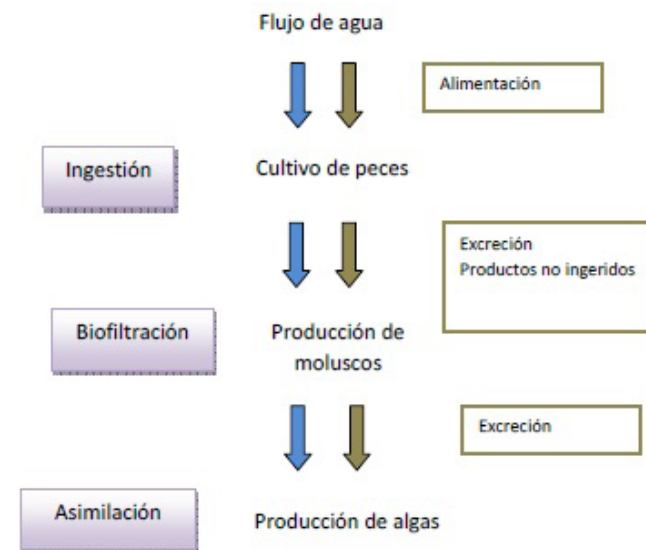 Flujo de agua
Alimentación
Ingestión
Cultivo de peces
Excreción
Productos no ingeridos
Biofiltración
Producción de
moluscos
Excreción
Asimilación
Producción de algas